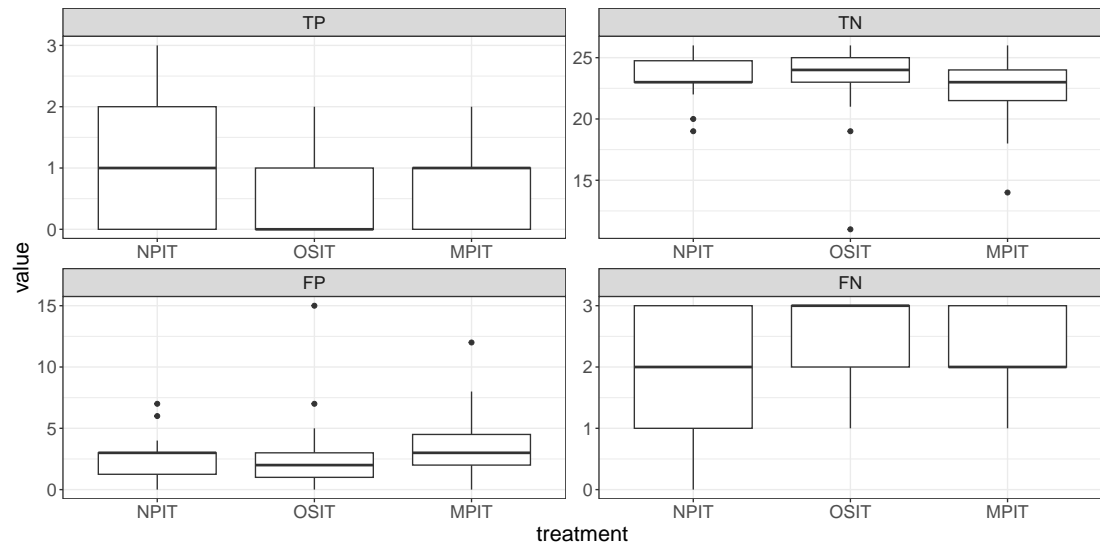 TP
TN
3
2
1
0
25
20
15
NPIT OSIT MPIT
NPIT OSIT MPIT
value
FP
FN
15
10
5
0
3
2
1
0
NPIT OSIT MPIT
NPIT OSIT MPIT
treatment